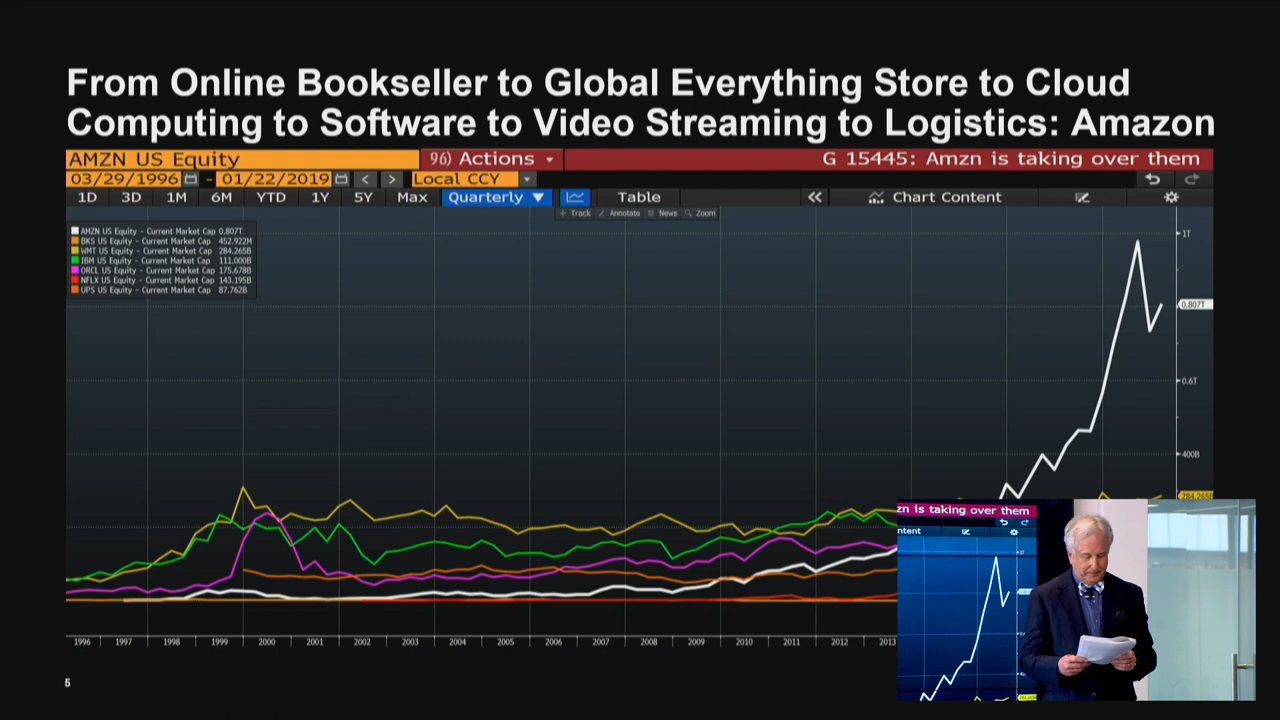 From Online Bookseller to Global Everything Store to Cloud
Computing to Software to Video Streaming to Logistics: Amazon
AMZN US Equity 96) Actions G 15445: Amzn is taking over them
03/29/1996 - 01/22/2019 < > Local CCY
1D 3D 1M 6M YTD 1Y 5Y Max Quarterly Table « Chart Content
+ Track Annotate News Zoom
AMZN US Equity - Current Market Cap 0.807T
BKS US Equity - Current Market Cap 452.922M
WMT US Equity - Current Market Cap 284.265B
IBM US Equity - Current Market Cap 111.000B
ORCL US Equity - Current Market Cap 175.678B
NFLX US Equity - Current Market Cap 143.195B
UPS US Equity - Current Market Cap 87.762B
1T
0.807T
0.6T
400B
284.265B
zn is taking over them
ntent
1996 1997 1998 1999 2000 2001 2002 2003 2004 2005 2006 2007 2008 2009 2010 2011 2012 2013
5